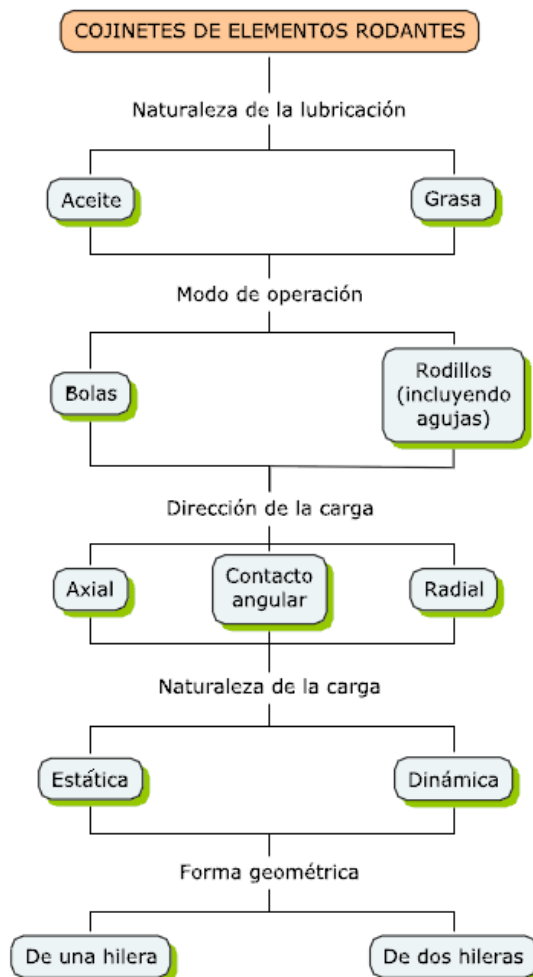 COJINETES DE ELEMENTOS RODANTES
Naturaleza de la lubricación
Aceite
Grasa
Modo de operación
Bolas
Rodillos
(incluyendo
agujas)
Dirección de la carga
Axial
Contacto
angular
Radial
Naturaleza de la carga
Estática
Dinámica
Forma geométrica
De una hilera
De dos hileras